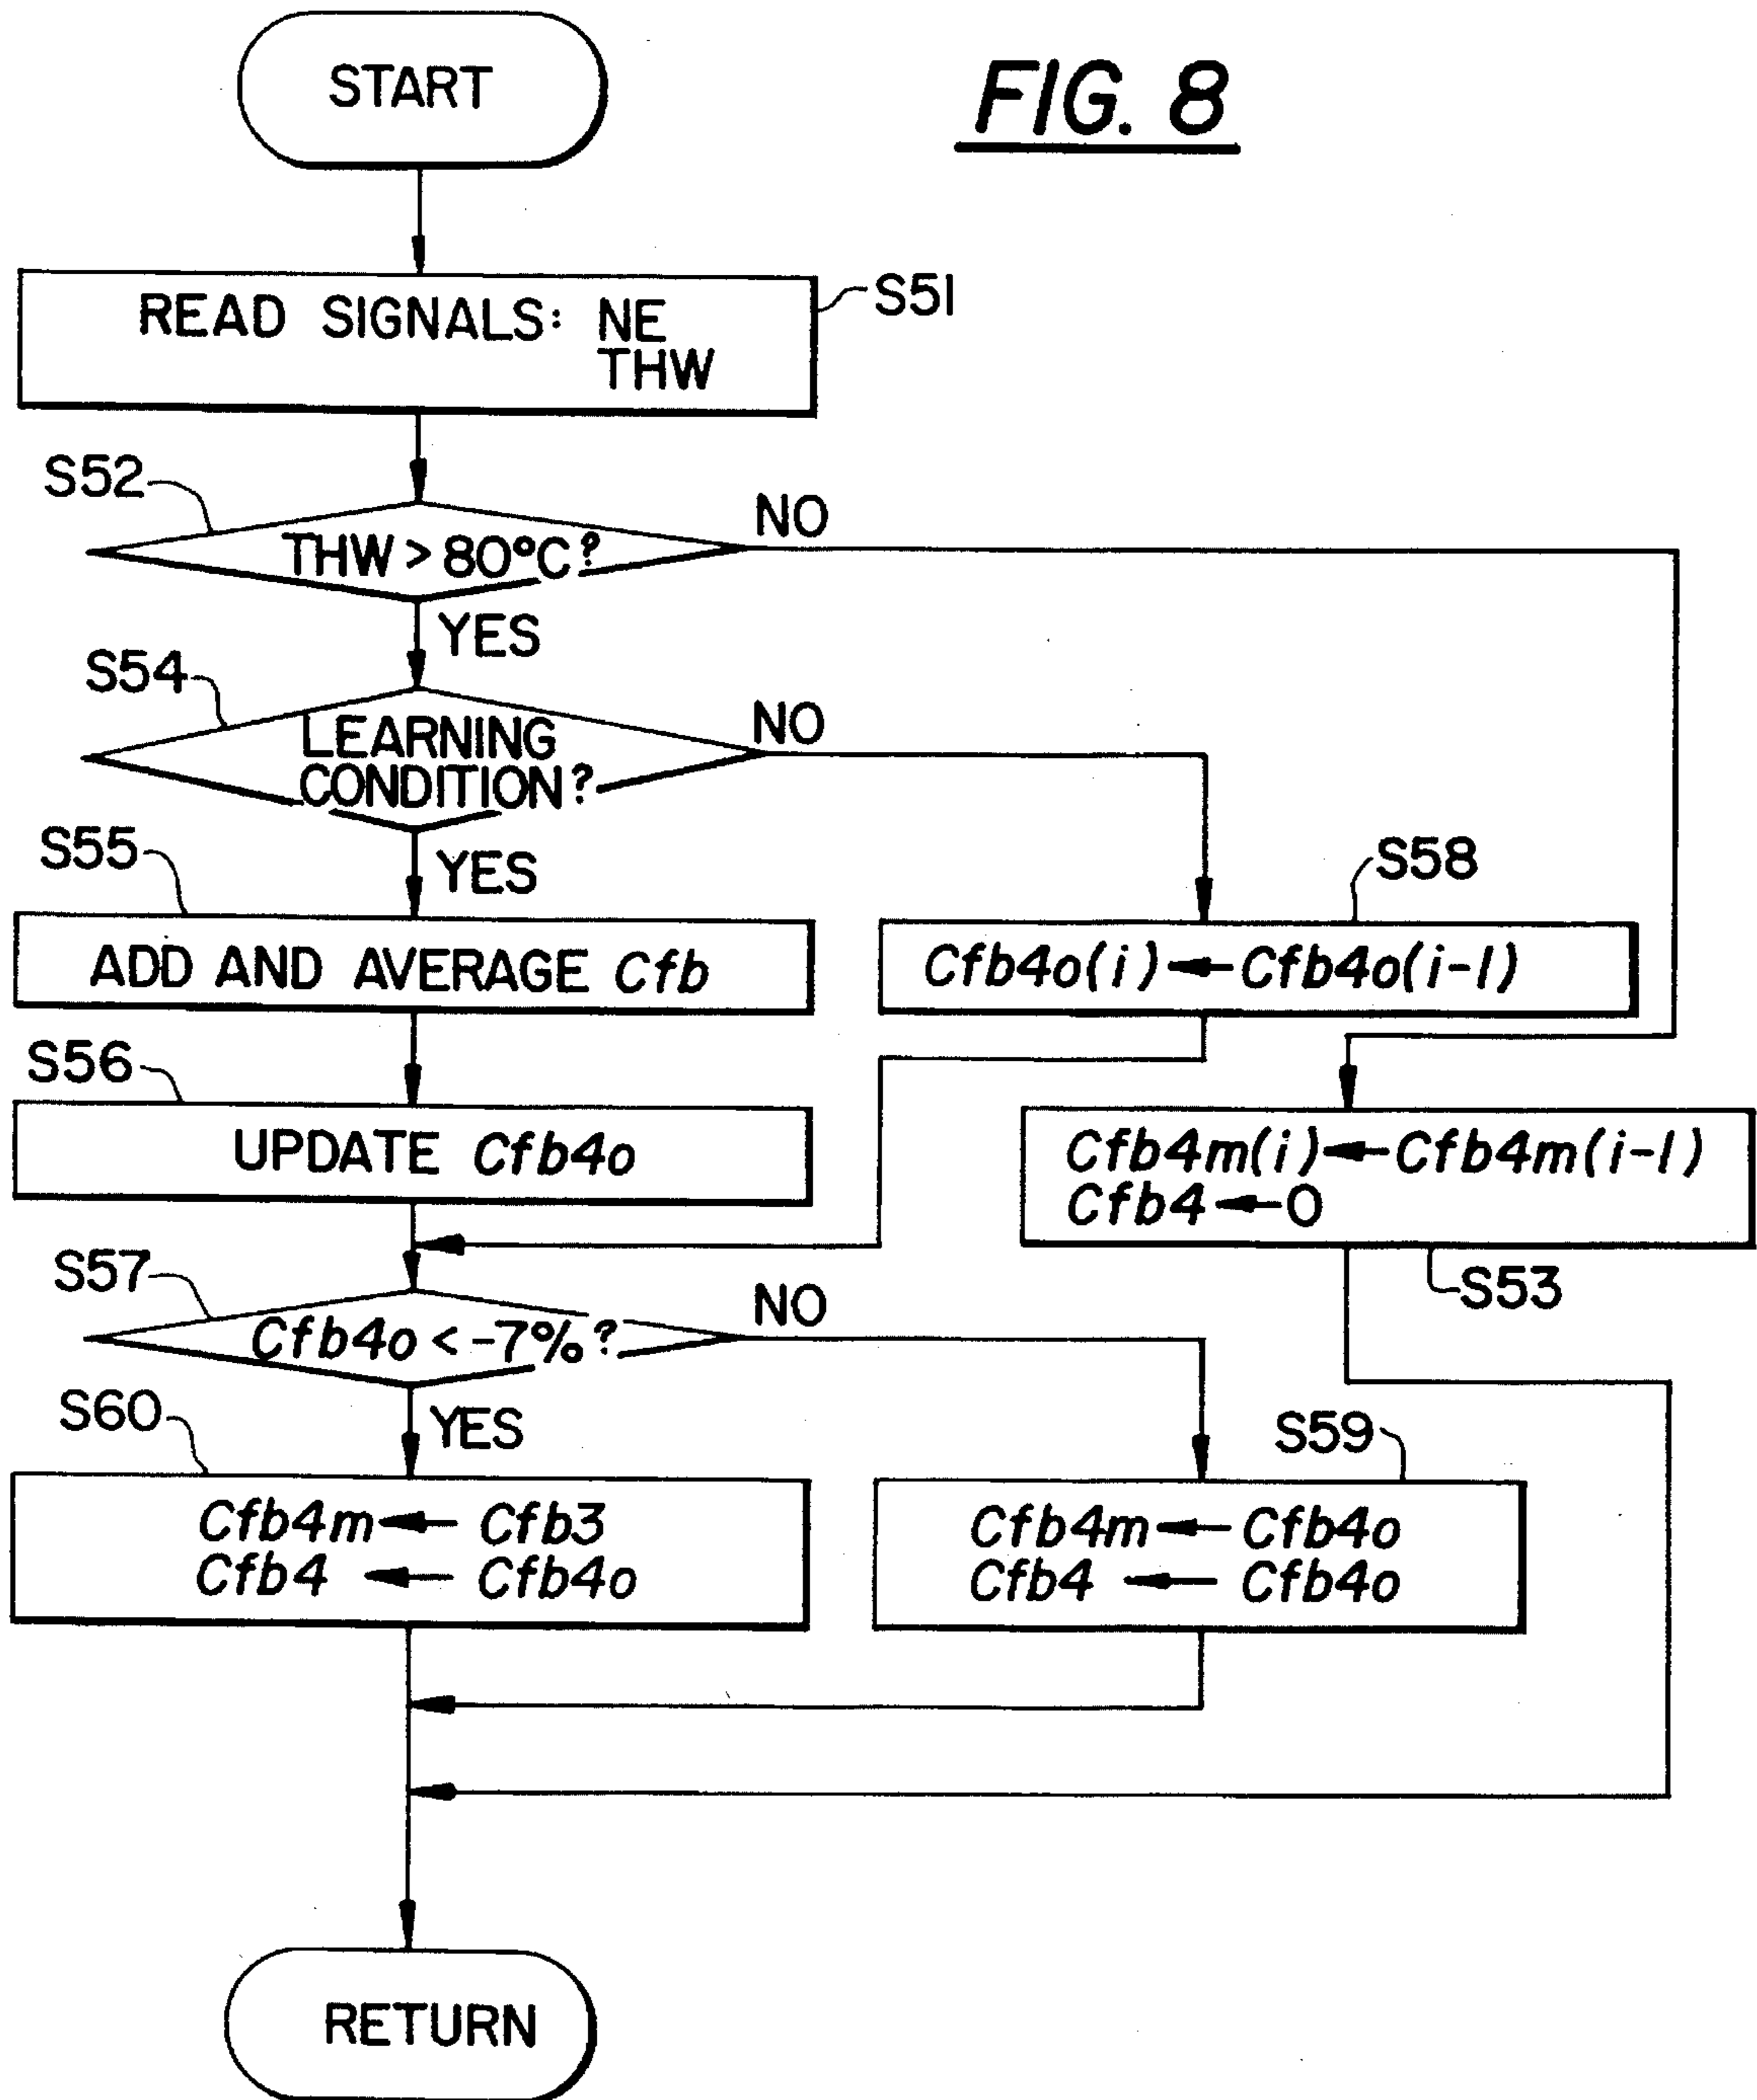 FIG. 8
START
S51
READ SIGNALS: NE
THW
S52
THW > 80°C?
NO
YES
S54
LEARNING
CONDITION?
NO
YES
S55
ADD AND AVERAGE Cfb
S58
Cfb4o(i)←Cfb4o(i-1)
S56
UPDATE Cfb4o
Cfb4m(i)←Cfb4m(i-1)
Cfb4←0
S53
S57
Cfb4o < -7%?
NO
YES
S60
Cfb4m← Cfb3
Cfb4 ← Cfb4o
S59
Cfb4m← Cfb4o
Cfb4 ← Cfb4o
RETURN